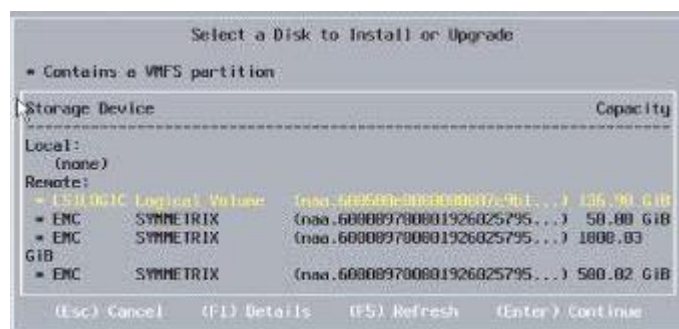 Select a Disk to Install or Upgrade
* Contains a VMFS partition
Storage Device Capacity
Local:
(none)
Remote:
* LSILOGIC Logical Volume 136.90 GiB
* EMC SYMMETRIX (naa.600009700001926025795...) 50.00 GiB
* EMC SYMMETRIX (naa.600009700001926025795...) 1000.03
GiB
* EMC SYMMETRIX (naa.600009700001926025795...) 500.02 GiB
(Esc) Cancel (F1) Details (F5) Refresh (Enter) Continue